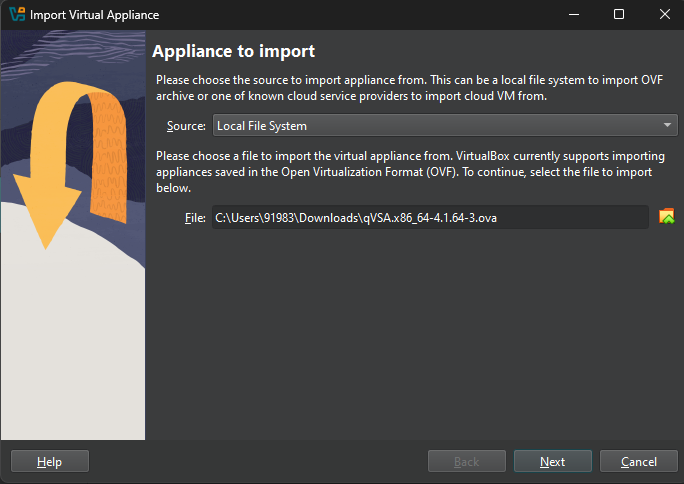 Import Virtual Appliance
Appliance to import
Please choose the source to import appliance from. This can be a local file system to import OVF
archive or one of known cloud service providers to import cloud VM from.
Source: Local File System
Please choose a file to import the virtual appliance from. VirtualBox currently supports importing
appliances saved in the Open Virtualization Format (OVF). To continue, select the file to import
below.
File: C:\Users\91983\Downloads\qVSA.x86_64-4.1.64-3.ova
Help Back Next Cancel